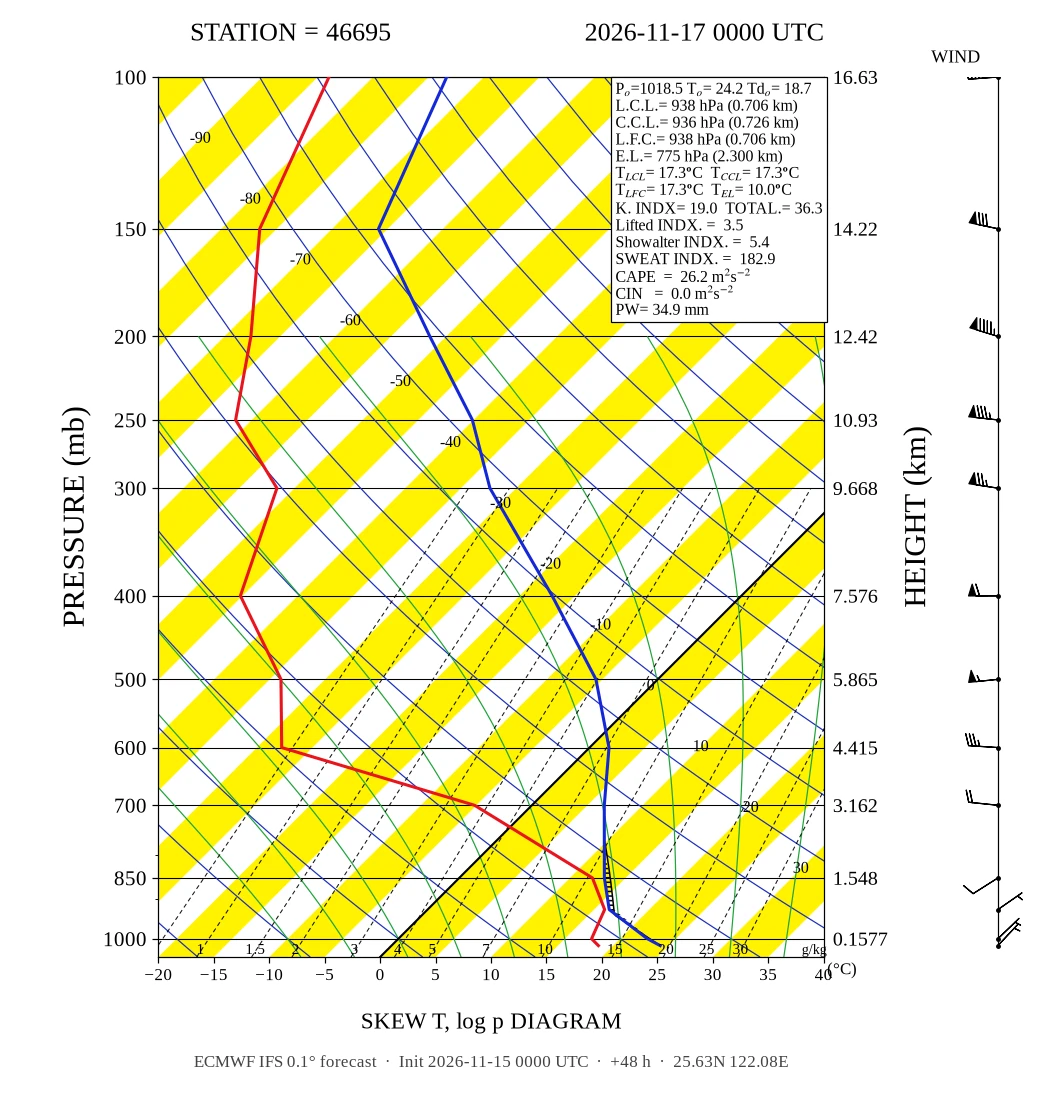 STATION = 46695
2026-11-17 0000 UTC
WIND
100
16.63
Pₒ=1018.5 Tₒ= 24.2 Tdₒ= 18.7
L.C.L.= 938 hPa (0.706 km)
C.C.L.= 936 hPa (0.726 km)
L.F.C.= 938 hPa (0.706 km)
E.L.= 775 hPa (2.300 km)
T_LCL= 17.3°C T_CCL= 17.3°C
T_LFC= 17.3°C T_EL= 10.0°C
K. INDX= 19.0 TOTAL.= 36.3
Lifted INDX. = 3.5
Showalter INDX. = 5.4
SWEAT INDX. = 182.9
CAPE = 26.2 m²s⁻²
CIN = 0.0 m²s⁻²
PW= 34.9 mm
-90
-80
150
14.22
-70
-60
200
12.42
-50
250
10.93
-40
300
9.668
-30
-20
400
7.576
-10
500
5.865
0
10
600
4.415
20
700
3.162
30
850
1.548
1000
0.1577
PRESSURE (mb)
HEIGHT (km)
1 1.5 2 3 4 5 7 10 15 20 25 30 g/kg
−20 −15 −10 −5 0 5 10 15 20 25 30 35 40 (°C)
SKEW T, log p DIAGRAM
ECMWF IFS 0.1° forecast · Init 2026-11-15 0000 UTC · +48 h · 25.63N 122.08E